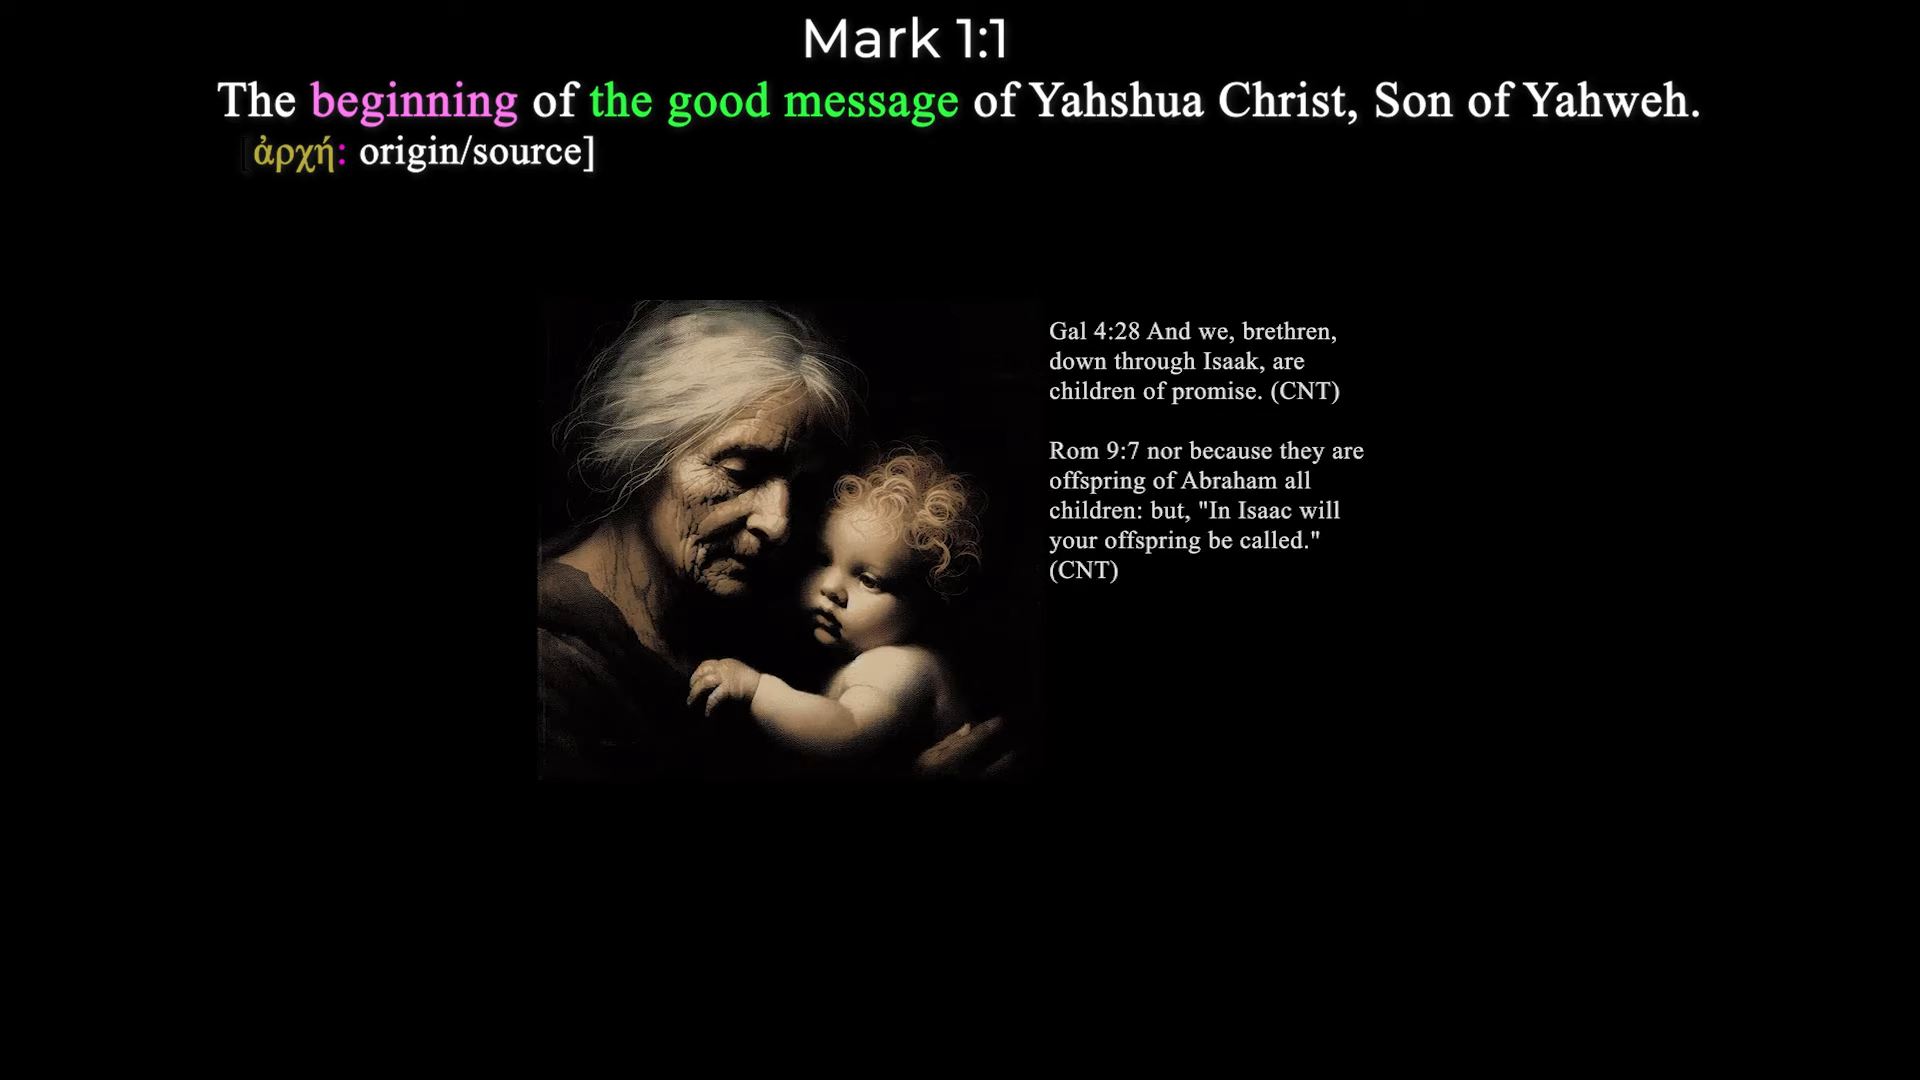 Mark 1:1
The beginning of the good message of Yahshua Christ, Son of Yahweh.
[ἀρχή: origin/source]
Gal 4:28 And we, brethren,
down through Isaak, are
children of promise. (CNT)
Rom 9:7 nor because they are
offspring of Abraham all
children: but, "In Isaac will
your offspring be called."
(CNT)